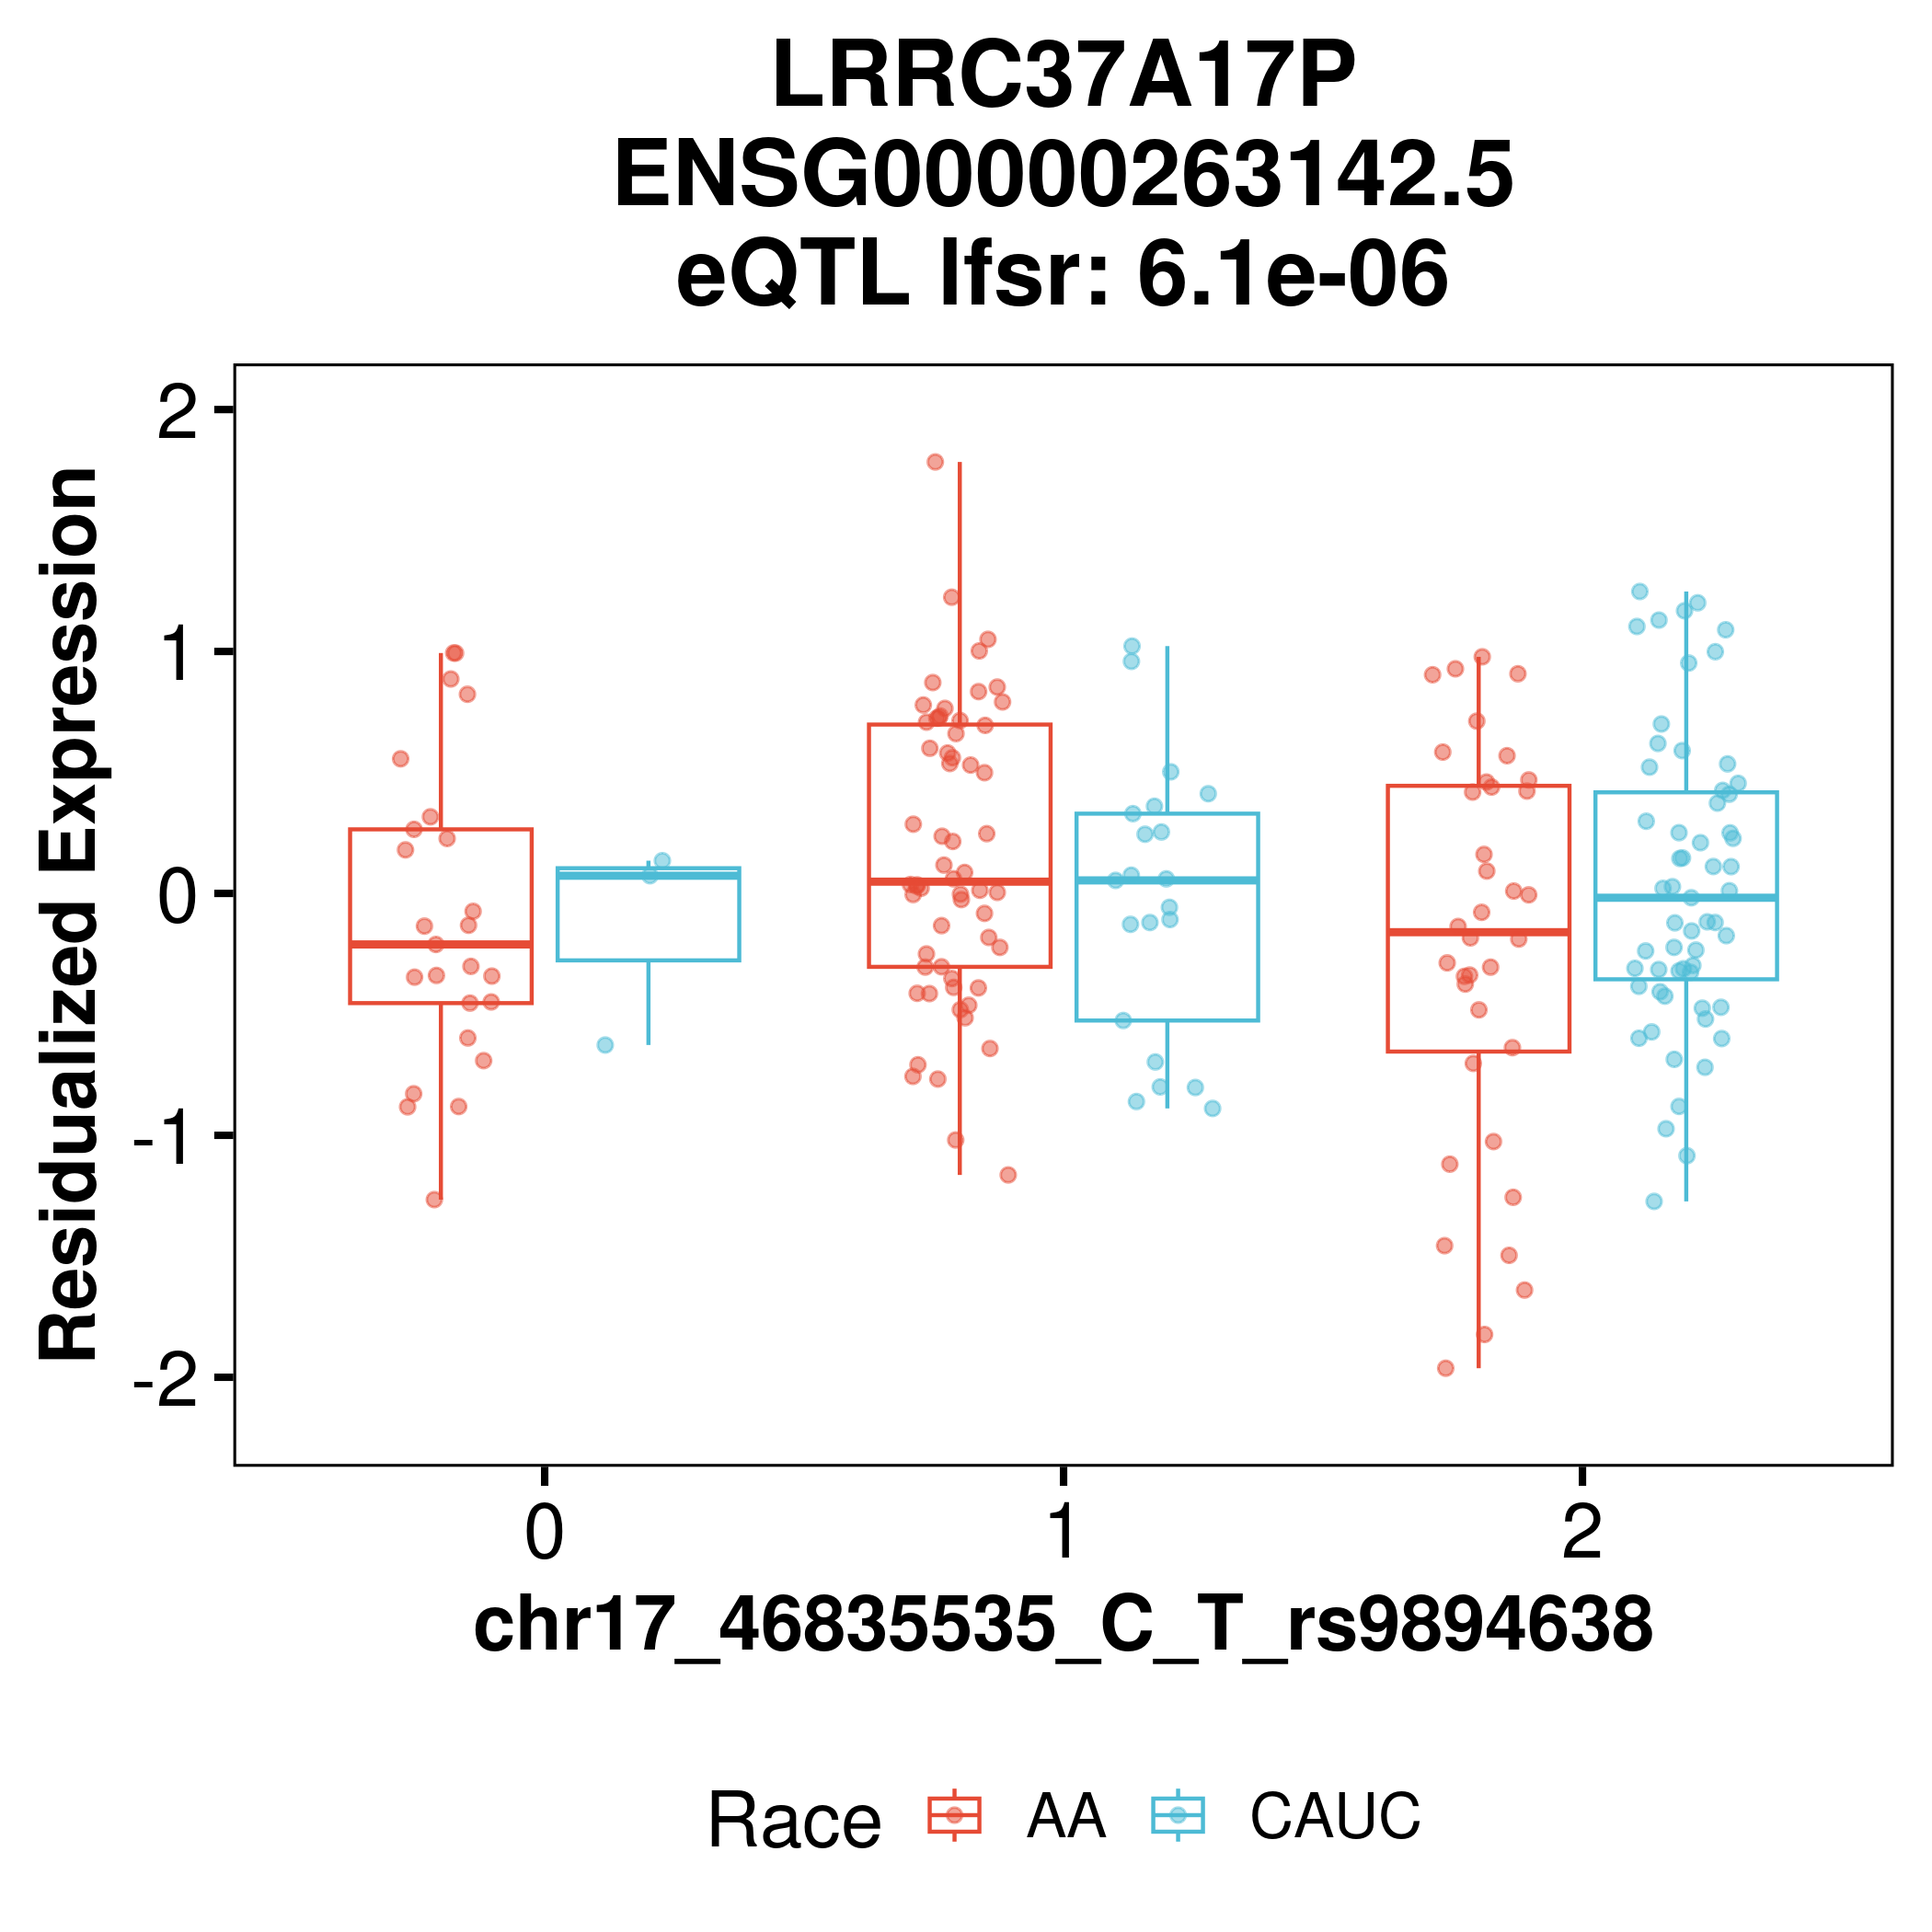 LRRC37A17P
ENSG00000263142.5
eQTL lfsr: 6.1e-06
Residualized Expression
2
1
0
-1
-2
0 1 2
chr17_46835535_C_T_rs9894638
Race AA CAUC